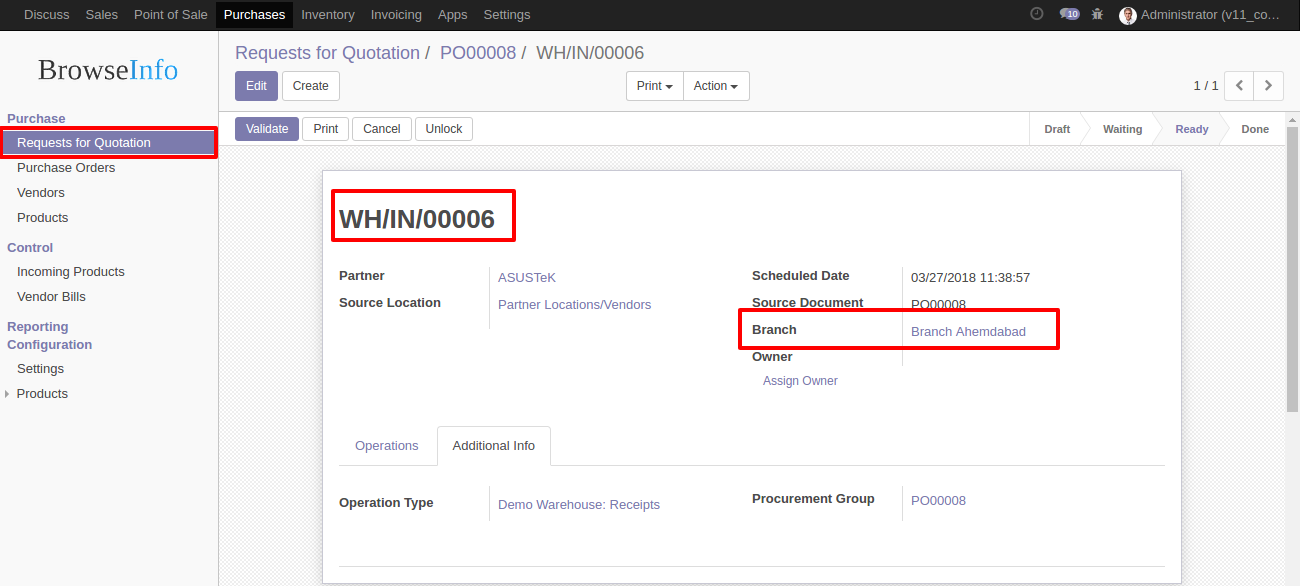 Discuss Sales Point of Sale Purchases Inventory Invoicing Apps Settings 10 Administrator (v11_co...
BrowseInfo
Purchase
Requests for Quotation
Purchase Orders
Vendors
Products
Control
Incoming Products
Vendor Bills
Reporting
Configuration
Settings
Products
Requests for Quotation / PO00008 / WH/IN/00006
Edit Create Print Action 1 / 1
Validate Print Cancel Unlock Draft Waiting Ready Done
WH/IN/00006
Partner ASUSTeK Scheduled Date 03/27/2018 11:38:57
Source Location Partner Locations/Vendors Source Document PO00008
Branch Branch Ahemdabad
Owner
Assign Owner
Operations Additional Info
Operation Type Demo Warehouse: Receipts Procurement Group PO00008